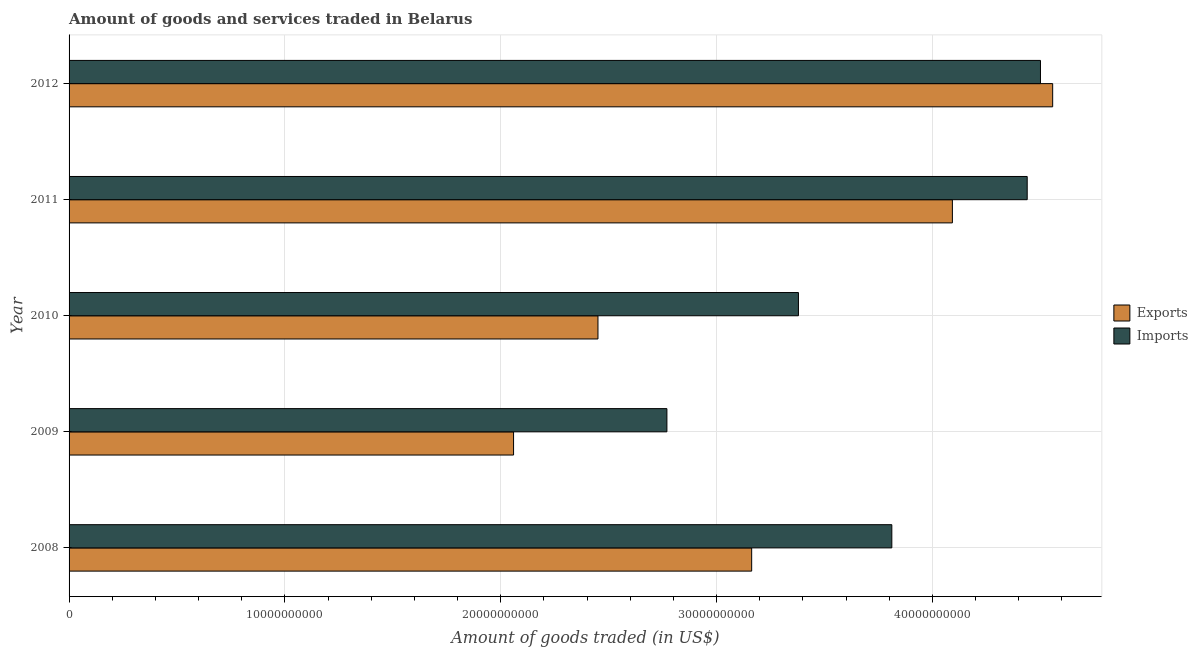 Amount of goods and services traded in Belarus
2012
2011
2010
2009
2008
Year
0
10000000000
20000000000
30000000000
40000000000
Amount of goods traded (in US$)
Exports
Imports